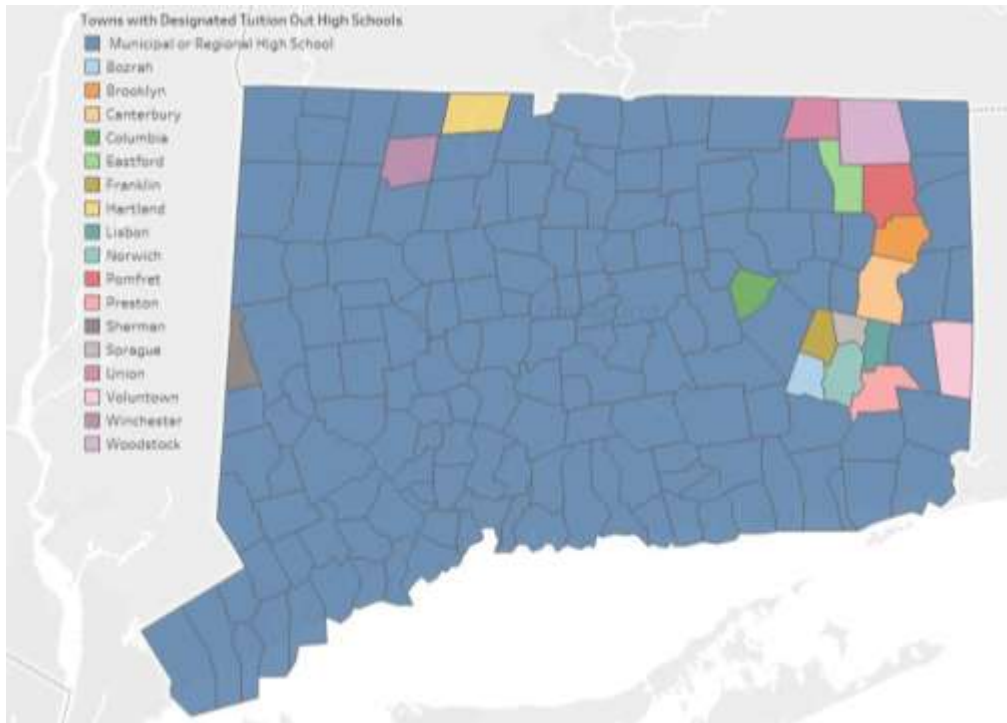 Towns with Designated Tuition Out High Schools
Municipal or Regional High School
Bozrah
Brooklyn
Canterbury
Columbia
Eastford
Franklin
Hartland
Lisbon
Norwich
Pomfret
Preston
Sherman
Sprague
Union
Voluntown
Winchester
Woodstock